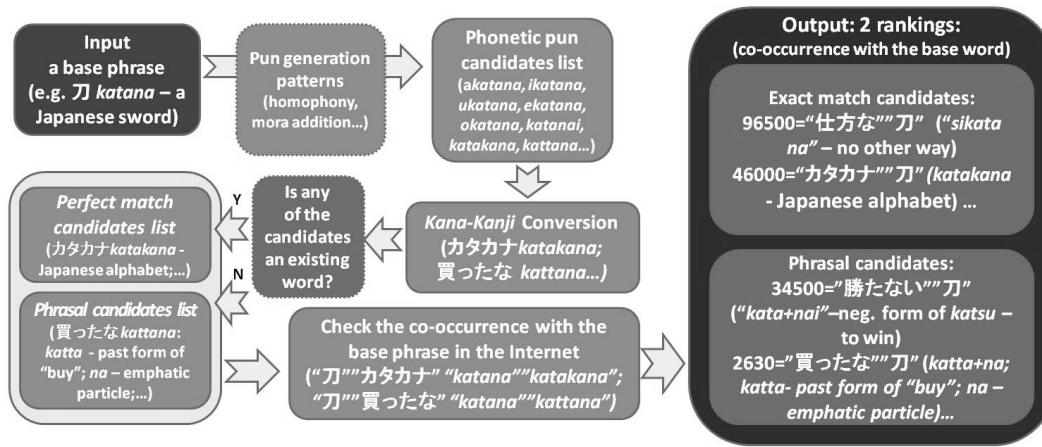 Input
a base phrase
(e.g. 刀 katana – a
Japanese sword)
Pun generation
patterns
(homophony,
mora addition...)
Phonetic pun
candidates list
(akatana, ikatana,
ukatana, ekatana,
okatana, katanai,
katakana, kattana...)
Kana-Kanji Conversion
(カタカナkatakana;
買ったな kattana...)
Is any
of the
candidates
an existing
word?
Y
N
Perfect match
candidates list
(カタカナkatakana -
Japanese alphabet;...)
Phrasal candidates list
(買ったな kattana:
katta - past form of
“buy”; na – emphatic
particle;...)
Check the co-occurrence with the
base phrase in the Internet
(“刀””カタカナ” “katana””katakana”;
“刀””買ったな” “katana””kattana”)
Output: 2 rankings:
(co-occurrence with the base word)
Exact match candidates:
96500=“仕方な””刀” (“sikata
na” – no other way)
46000=“カタカナ””刀” (katakana
- Japanese alphabet) ...
Phrasal candidates:
34500=”勝たない””刀”
(“kata+nai”–neg. form of katsu –
to win)
2630=”買ったな””刀” (katta+na;
katta- past form of “buy”; na –
emphatic particle)...